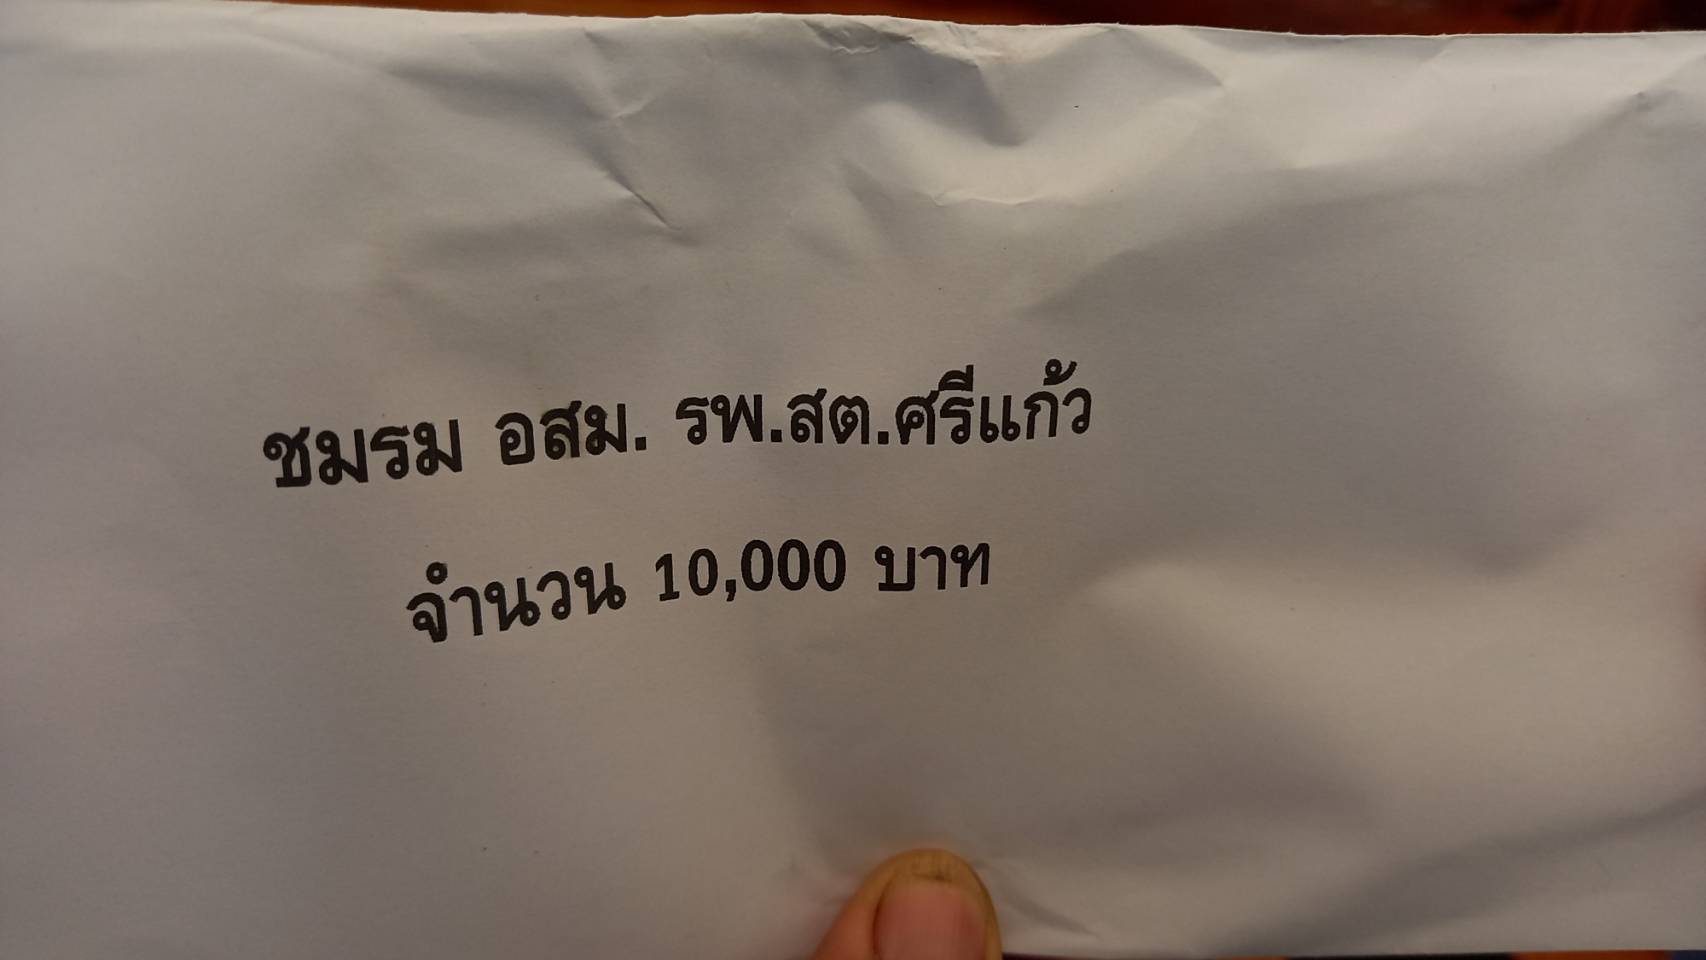 ชมรม อสม. รพ.สต.ศรีแก้ว
จำนวน 10,000 บาท